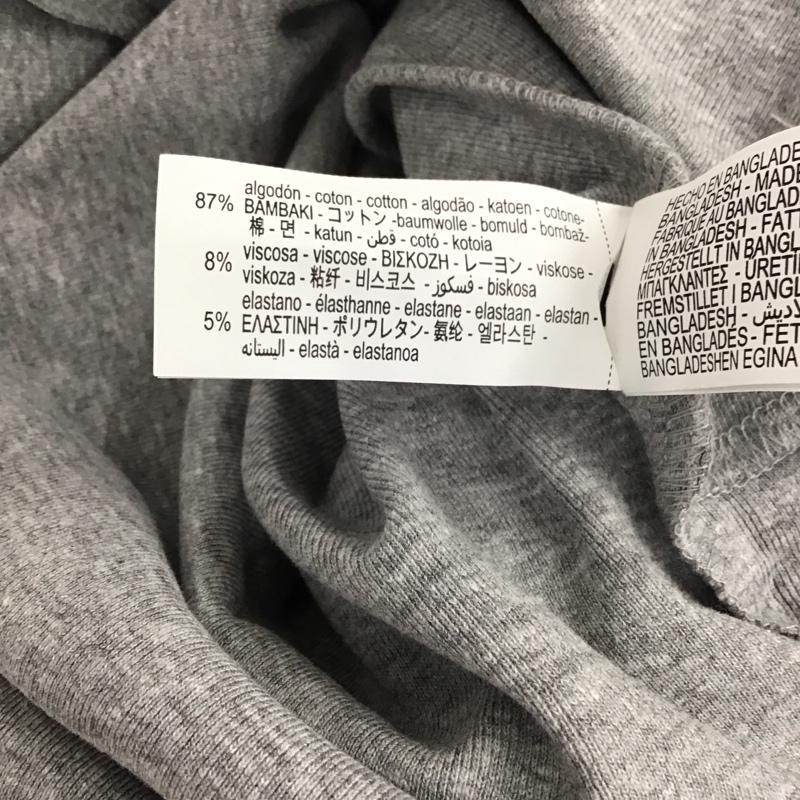 87% algodón - coton - cotton - algodão - katoen - cotone-
BAMBAKI - コットン -baumwolle - bomuld - bombaž-
棉 - 면 - katun - قطن - cotó - kotoia
8% viscosa - viscose - ΒΙΣΚΟΖΗ - レーヨン - viskose -
viskoza - 粘纤 - 비스코스 - فسكوز - biskosa
elastano - élasthanne - elastane - elastaan - elastan -
5% ΕΛΑΣΤΙΝΗ - ポリウレタン- 氨纶 - 엘라스탄 -
اليستانه - elastà - elastanoa
HECHO EN BANGLADE
BANGLADESH - MADE
FABRIQUÉ AU BANGLAD
IN BANGLADESH - FATT
HERGESTELLT IN BANGL
ΜΠΑΓΚΛΑΝΤΕΣ - ÜRETİ
FREMSTILLET I BANGL
BANGLADESH -
EN BANGLADÉS - FET
BANGLADESHEN EGINA